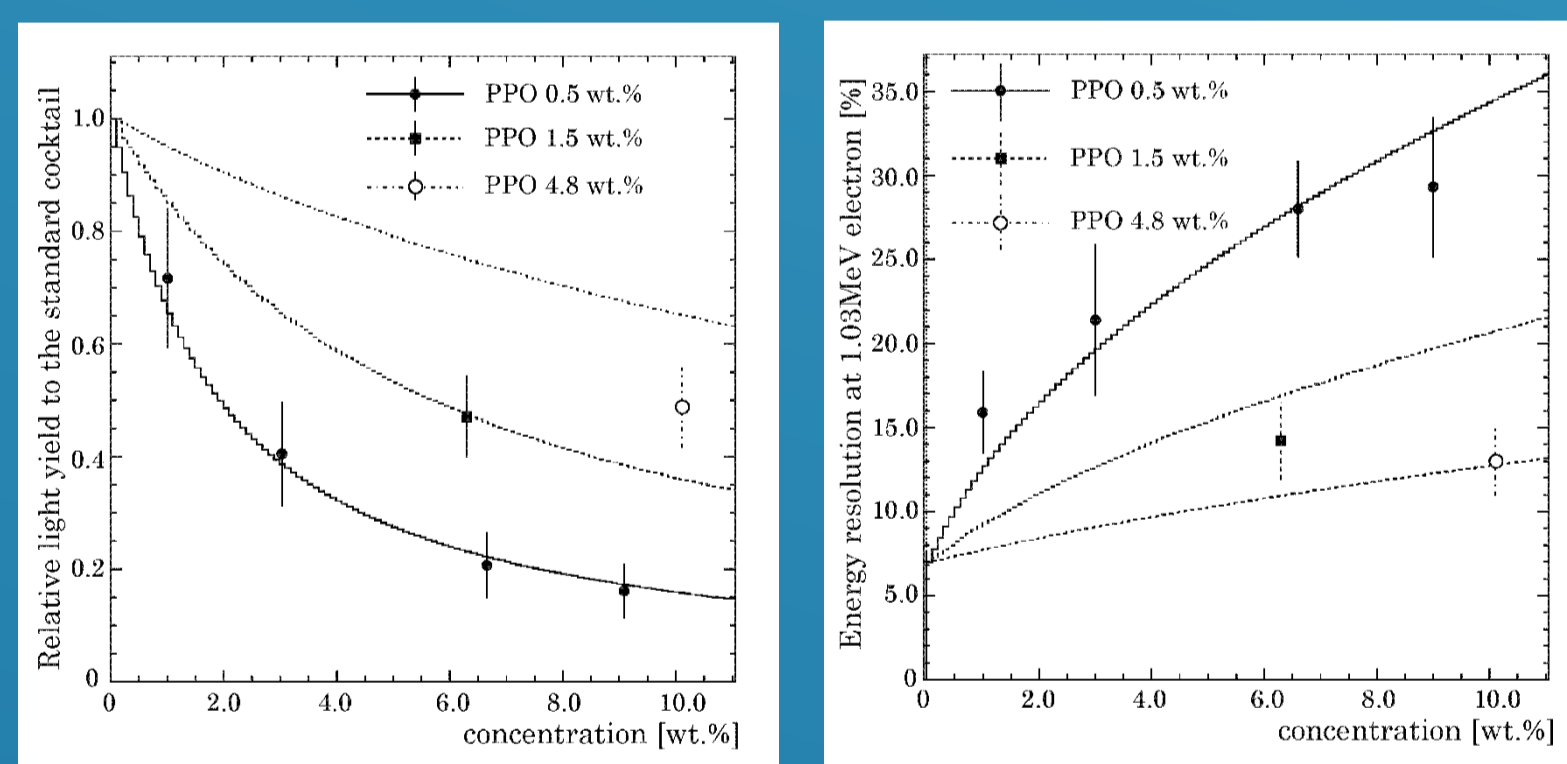 Relative light yield to the standard cocktail
1.0
0.8
0.6
0.4
0.2
0
PPO 0.5 wt.%
PPO 1.5 wt.%
PPO 4.8 wt.%
0 2.0 4.0 6.0 8.0 10.0
concentration [wt.%]
Energy resolution at 1.03MeV electron [%]
35.0
30.0
25.0
20.0
15.0
10.0
5.0
0
PPO 0.5 wt.%
PPO 1.5 wt.%
PPO 4.8 wt.%
0 2.0 4.0 6.0 8.0 10.0
concentration [wt.%]